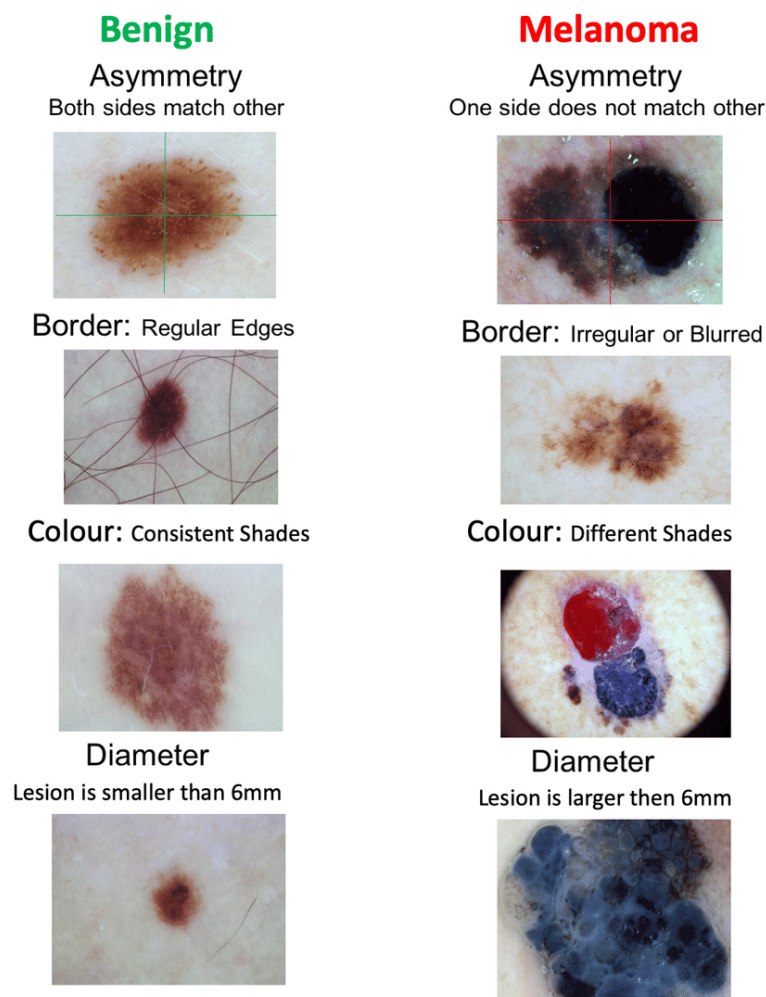 Benign
Melanoma
Asymmetry
Asymmetry
Both sides match other
One side does not match other
Border: Regular Edges
Border: Irregular or Blurred
Colour: Consistent Shades
Colour: Different Shades
Diameter
Diameter
Lesion is smaller than 6mm
Lesion is larger then 6mm